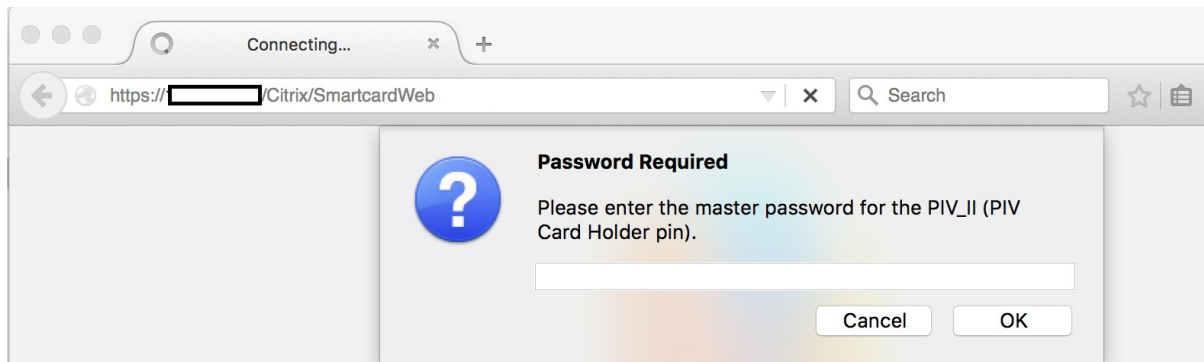 Connecting...
https:// /Citrix/SmartcardWeb
Search
Password Required
Please enter the master password for the PIV_II (PIV
Card Holder pin).
Cancel OK